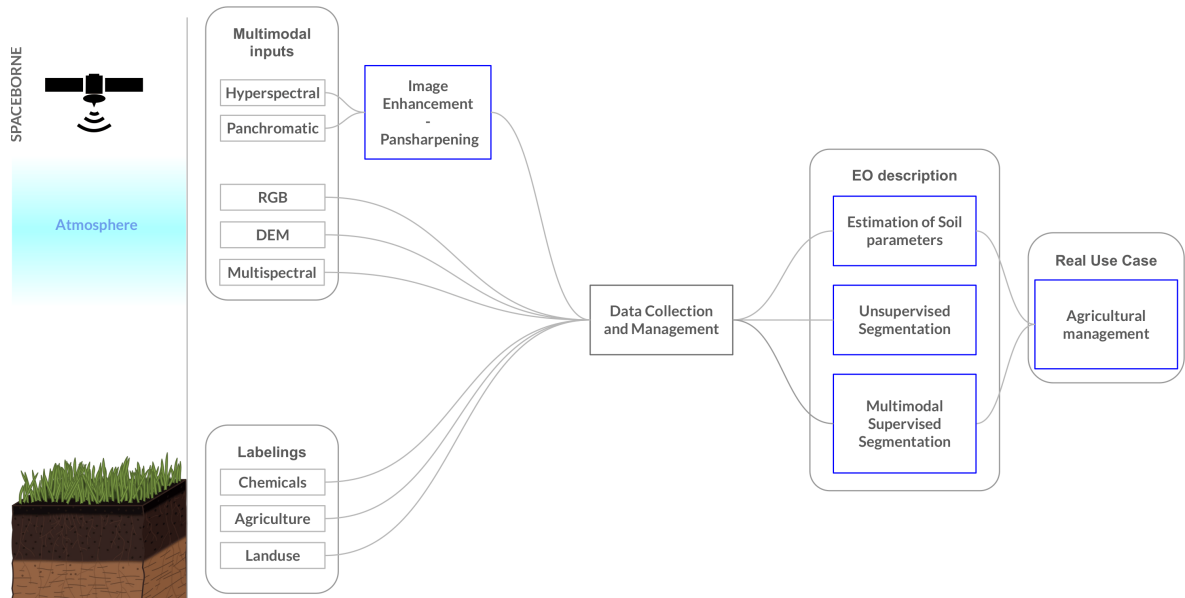 SPACEBORNE
Atmosphere
Multimodal
inputs
Hyperspectral
Panchromatic
RGB
DEM
Multispectral
Image
Enhancement
-
Pansharpening
Labelings
Chemicals
Agriculture
Landuse
Data Collection
and Management
EO description
Estimation of Soil
parameters
Unsupervised
Segmentation
Multimodal
Supervised
Segmentation
Real Use Case
Agricultural
management